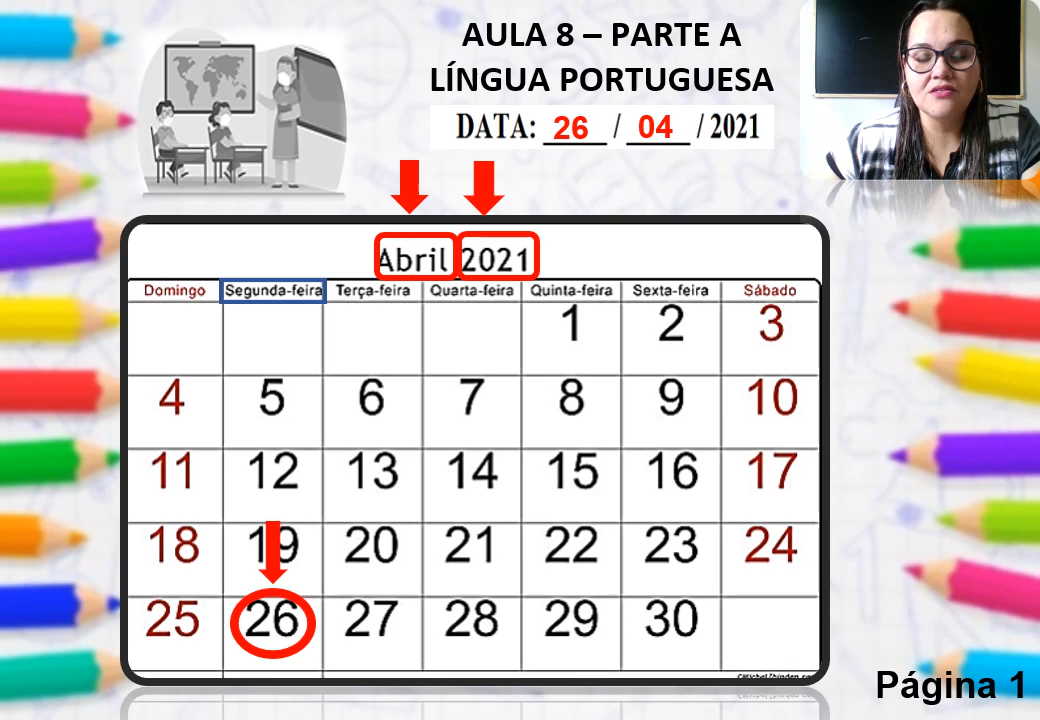 AULA 8 – PARTE A
LÍNGUA PORTUGUESA
DATA: 26 / 04 / 2021
Abril 2021
Domingo Segunda-feira Terça-feira Quarta-feira Quinta-feira Sexta-feira Sábado
1 2 3
4 5 6 7 8 9 10
11 12 13 14 15 16 17
18 19 20 21 22 23 24
25 26 27 28 29 30
Página 1